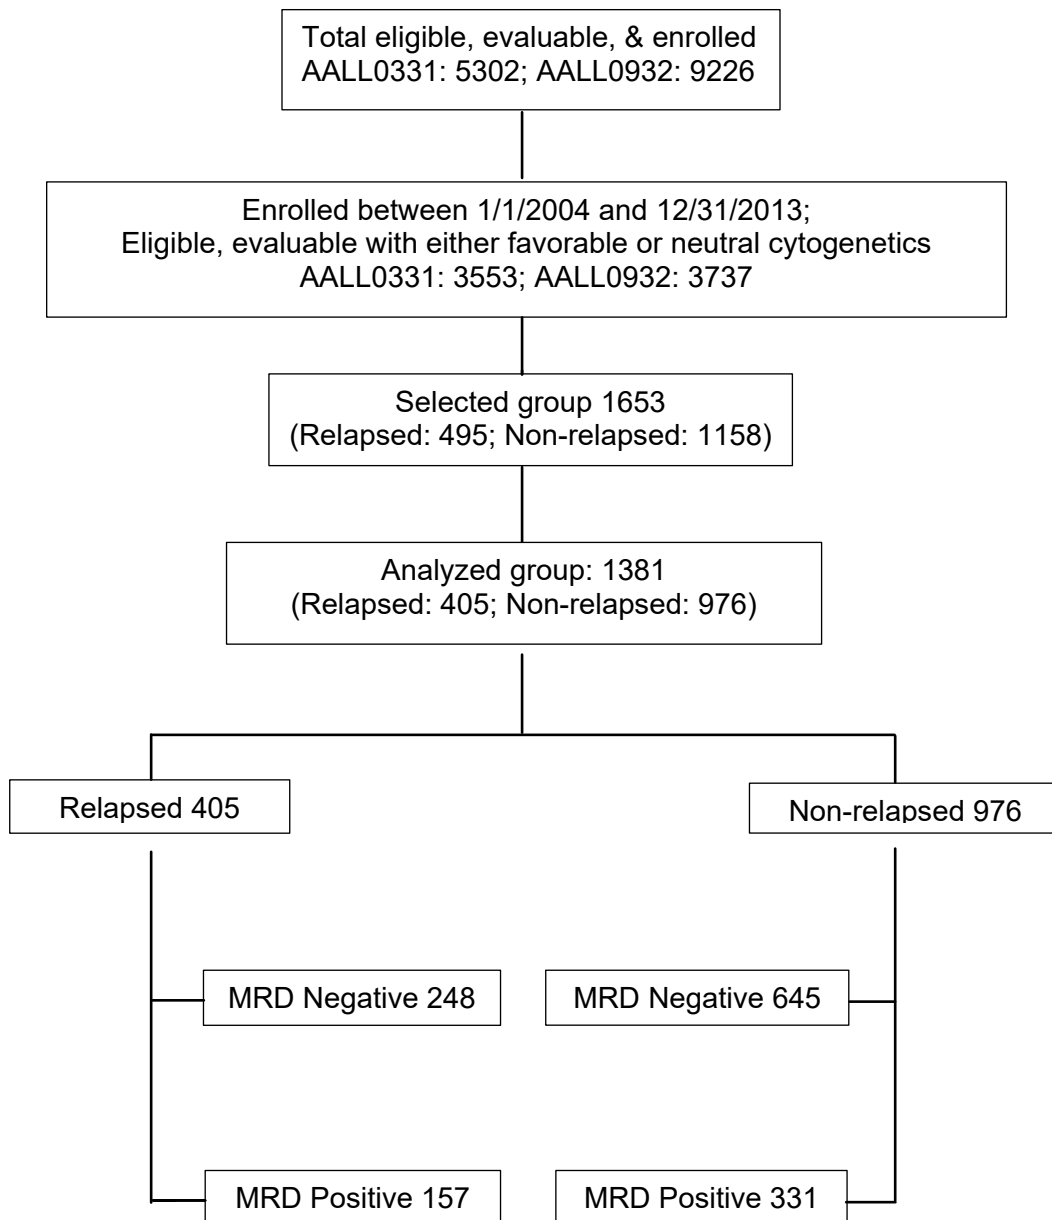 Total eligible, evaluable, & enrolled
AALL0331: 5302; AALL0932: 9226
Enrolled between 1/1/2004 and 12/31/2013;
Eligible, evaluable with either favorable or neutral cytogenetics
AALL0331: 3553; AALL0932: 3737
Selected group 1653
(Relapsed: 495; Non-relapsed: 1158)
Analyzed group: 1381
(Relapsed: 405; Non-relapsed: 976)
Relapsed 405
Non-relapsed 976
MRD Negative 248
MRD Negative 645
MRD Positive 157
MRD Positive 331